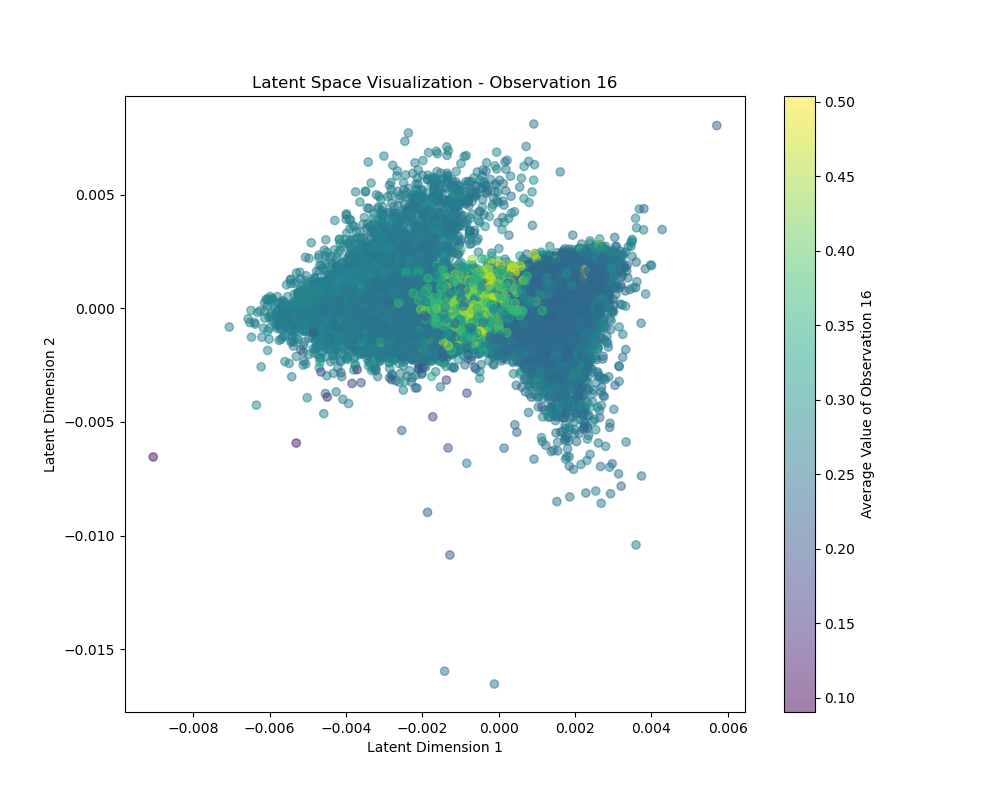 Latent Space Visualization - Observation 16
0.005
0.000
−0.005
−0.010
−0.015
Latent Dimension 2
−0.008 −0.006 −0.004 −0.002 0.000 0.002 0.004 0.006
Latent Dimension 1
0.50
0.45
0.40
0.35
0.30
0.25
0.20
0.15
0.10
Average Value of Observation 16